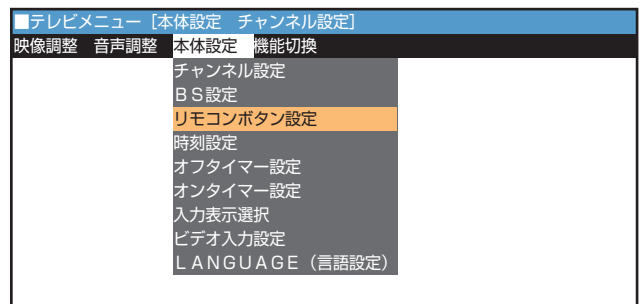 ■テレビメニュー［本体設定　チャンネル設定］
映像調整　音声調整　本体設定　機能切換
チャンネル設定
ＢＳ設定
リモコンボタン設定
時刻設定
オフタイマー設定
オンタイマー設定
入力表示選択
ビデオ入力設定
ＬＡＮＧＵＡＧＥ（言語設定）